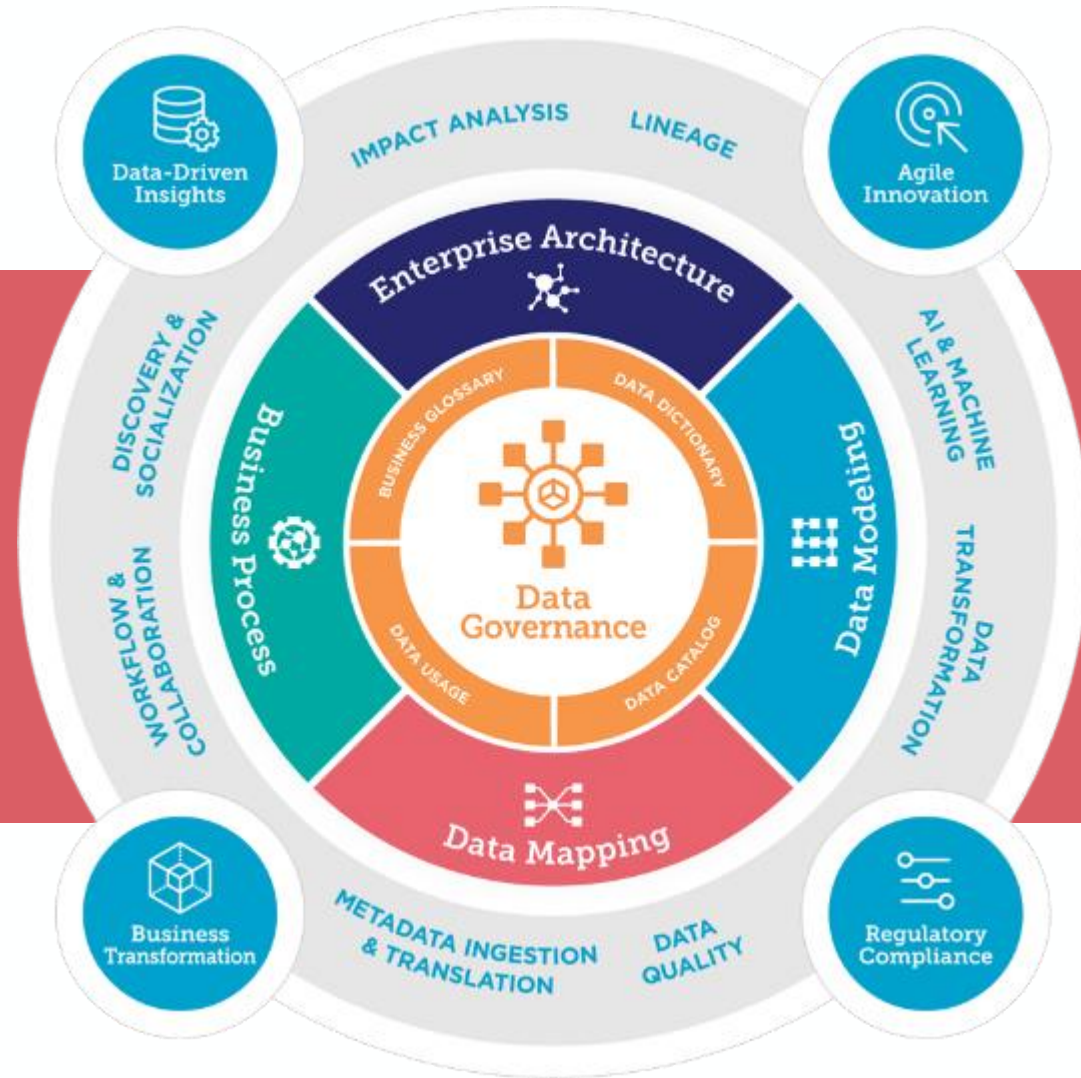 IMPACT ANALYSIS
LINEAGE
Data-Driven
Insights
Agile
Innovation
Enterprise Architecture
DISCOVERY &
SOCIALIZATION
AI & MACHINE
LEARNING
BUSINESS GLOSSARY
DATA DICTIONARY
Business Process
Data Modeling
Data
Governance
WORKFLOW &
COLLABORATION
DATA
TRANSFORMATION
DATA USAGE
DATA CATALOG
Data Mapping
METADATA INGESTION
& TRANSLATION
DATA
QUALITY
Business
Transformation
Regulatory
Compliance